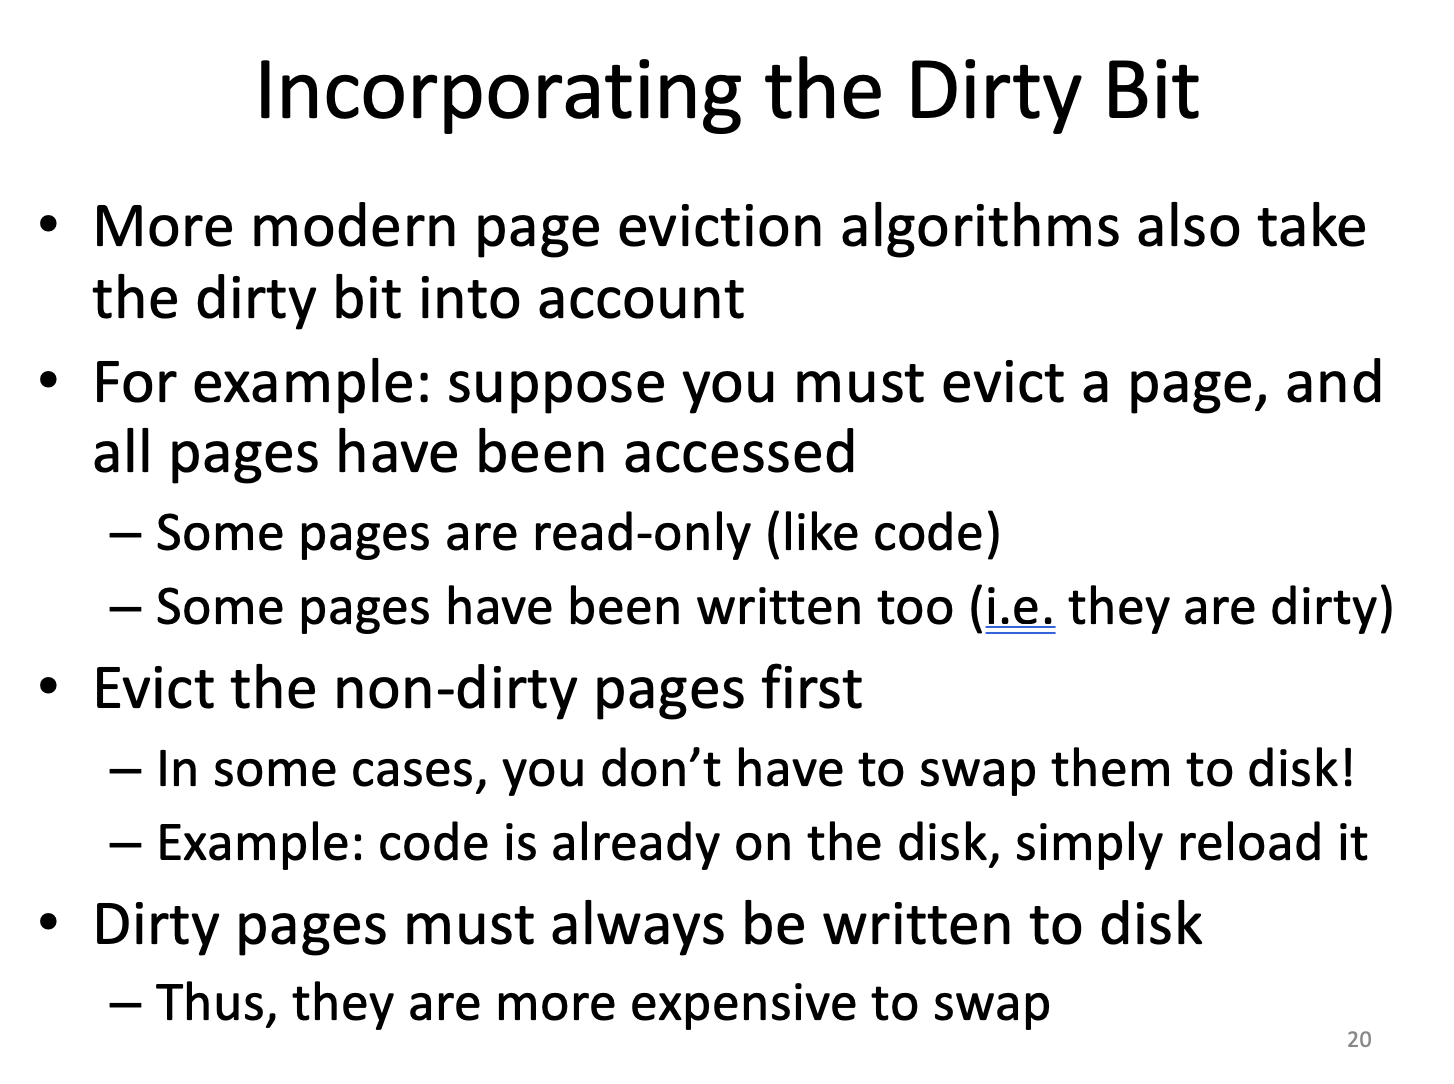 Incorporating the Dirty Bit
• More modern page eviction algorithms also take
the dirty bit into account
• For example: suppose you must evict a page, and
all pages have been accessed
– Some pages are read-only (like code)
– Some pages have been written too (i.e. they are dirty)
• Evict the non-dirty pages first
– In some cases, you don’t have to swap them to disk!
– Example: code is already on the disk, simply reload it
• Dirty pages must always be written to disk
– Thus, they are more expensive to swap
20